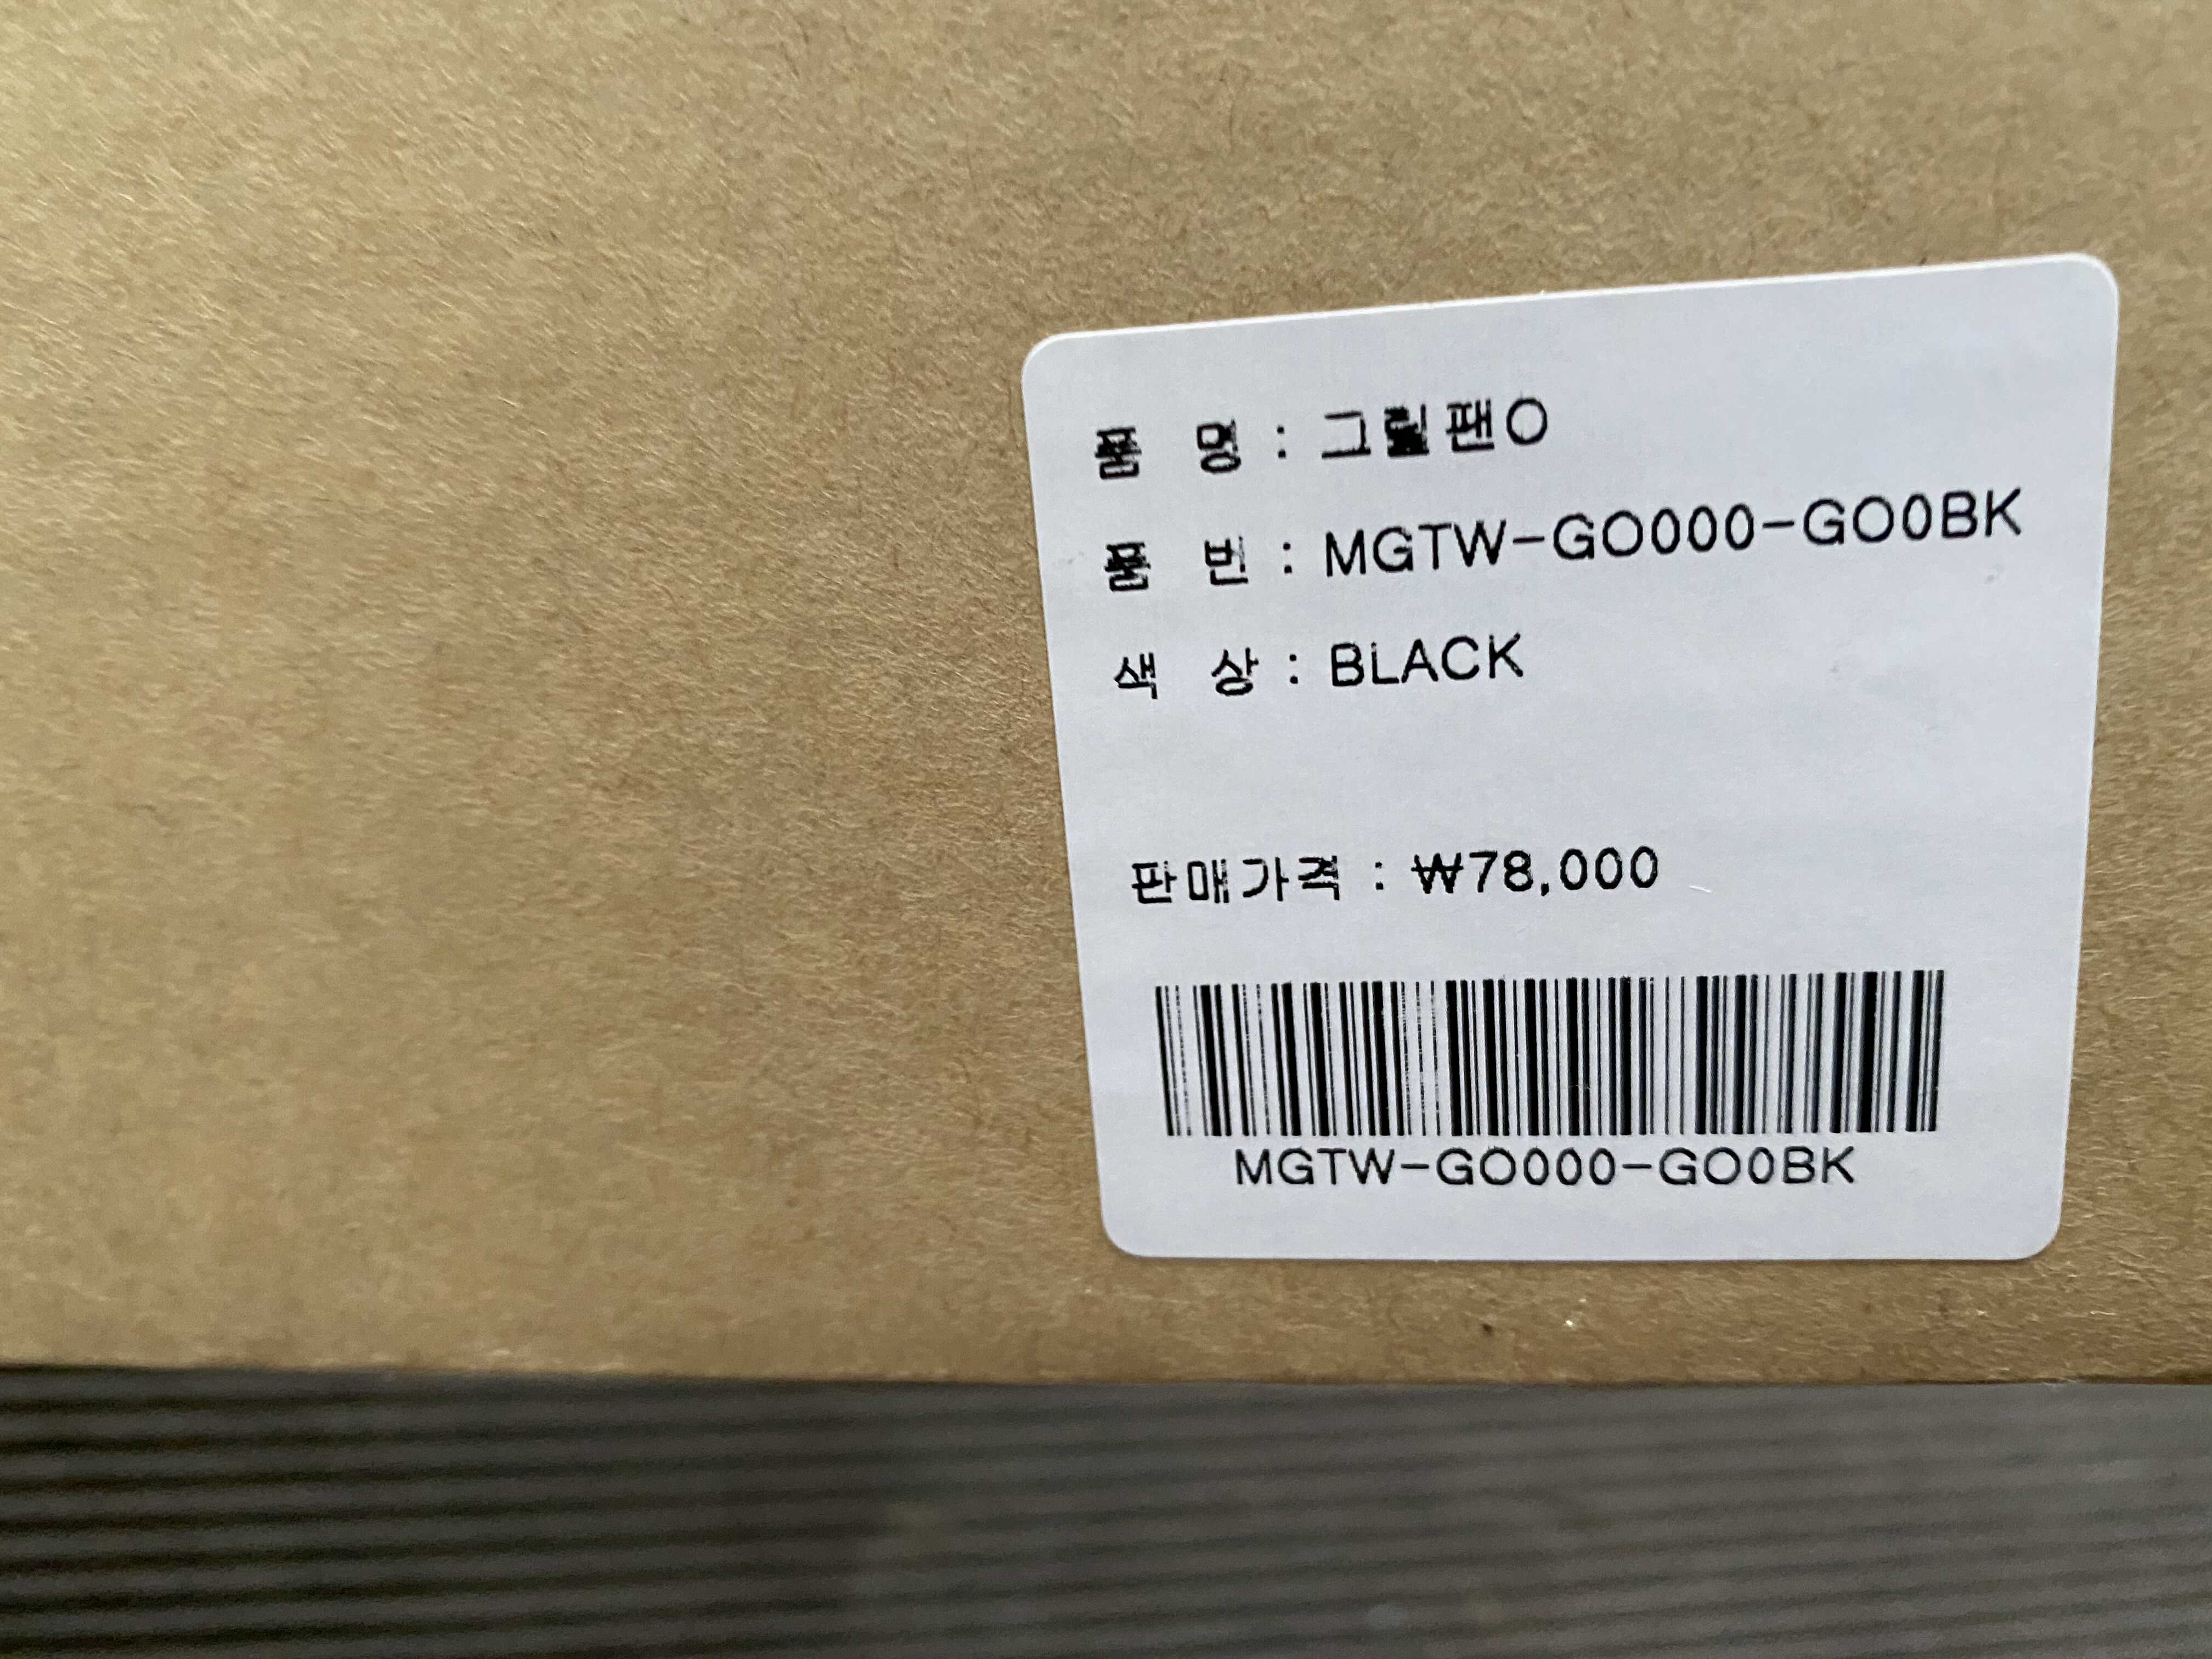 품 명 : 그릴팬O
품 번 : MGTW-GO000-GO0BK
색 상 : BLACK
판매가격 : ₩78,000
MGTW-GO000-GO0BK